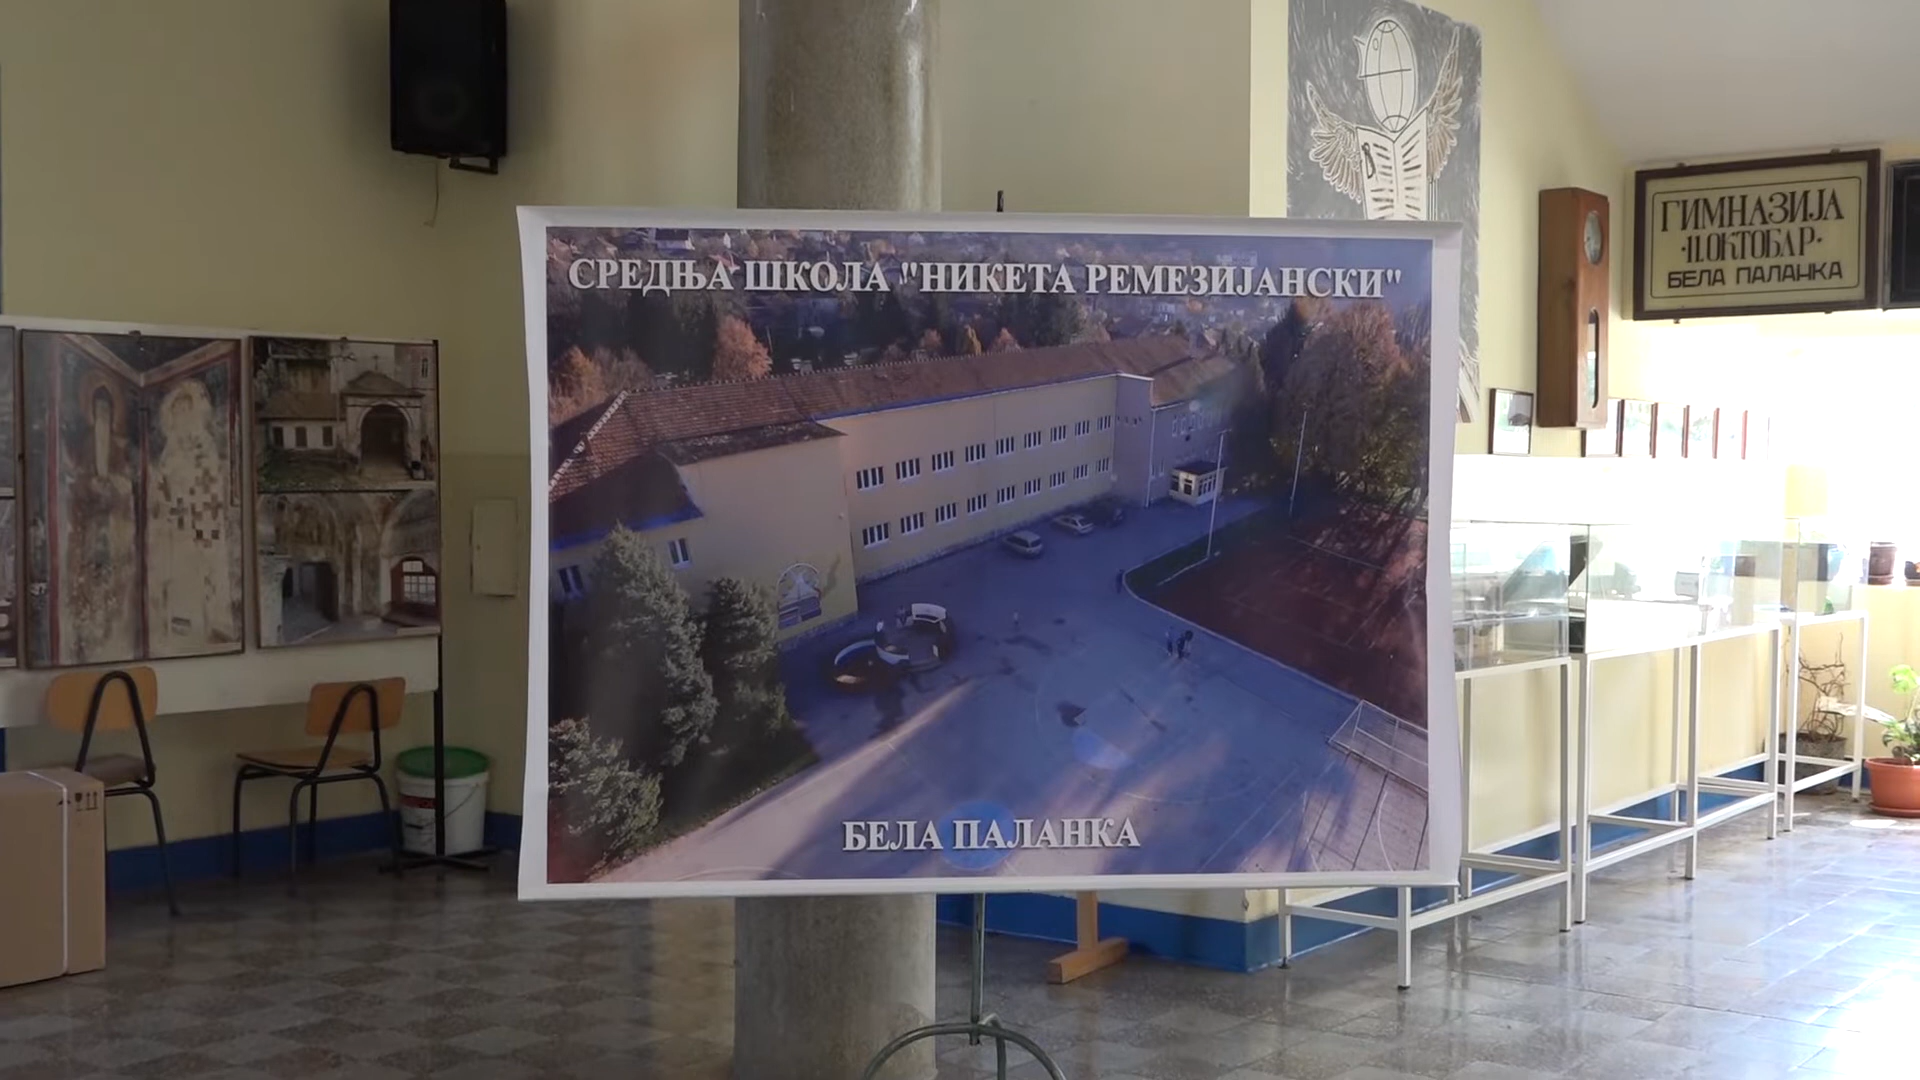 СРЕДЊА ШКОЛА "НИКЕТА РЕМЕЗИЈАНСКИ"
БЕЛА ПАЛАНКА
ГИМНАЗИЈА
·11.ОКТОБАР·
БЕЛА ПАЛАНКА